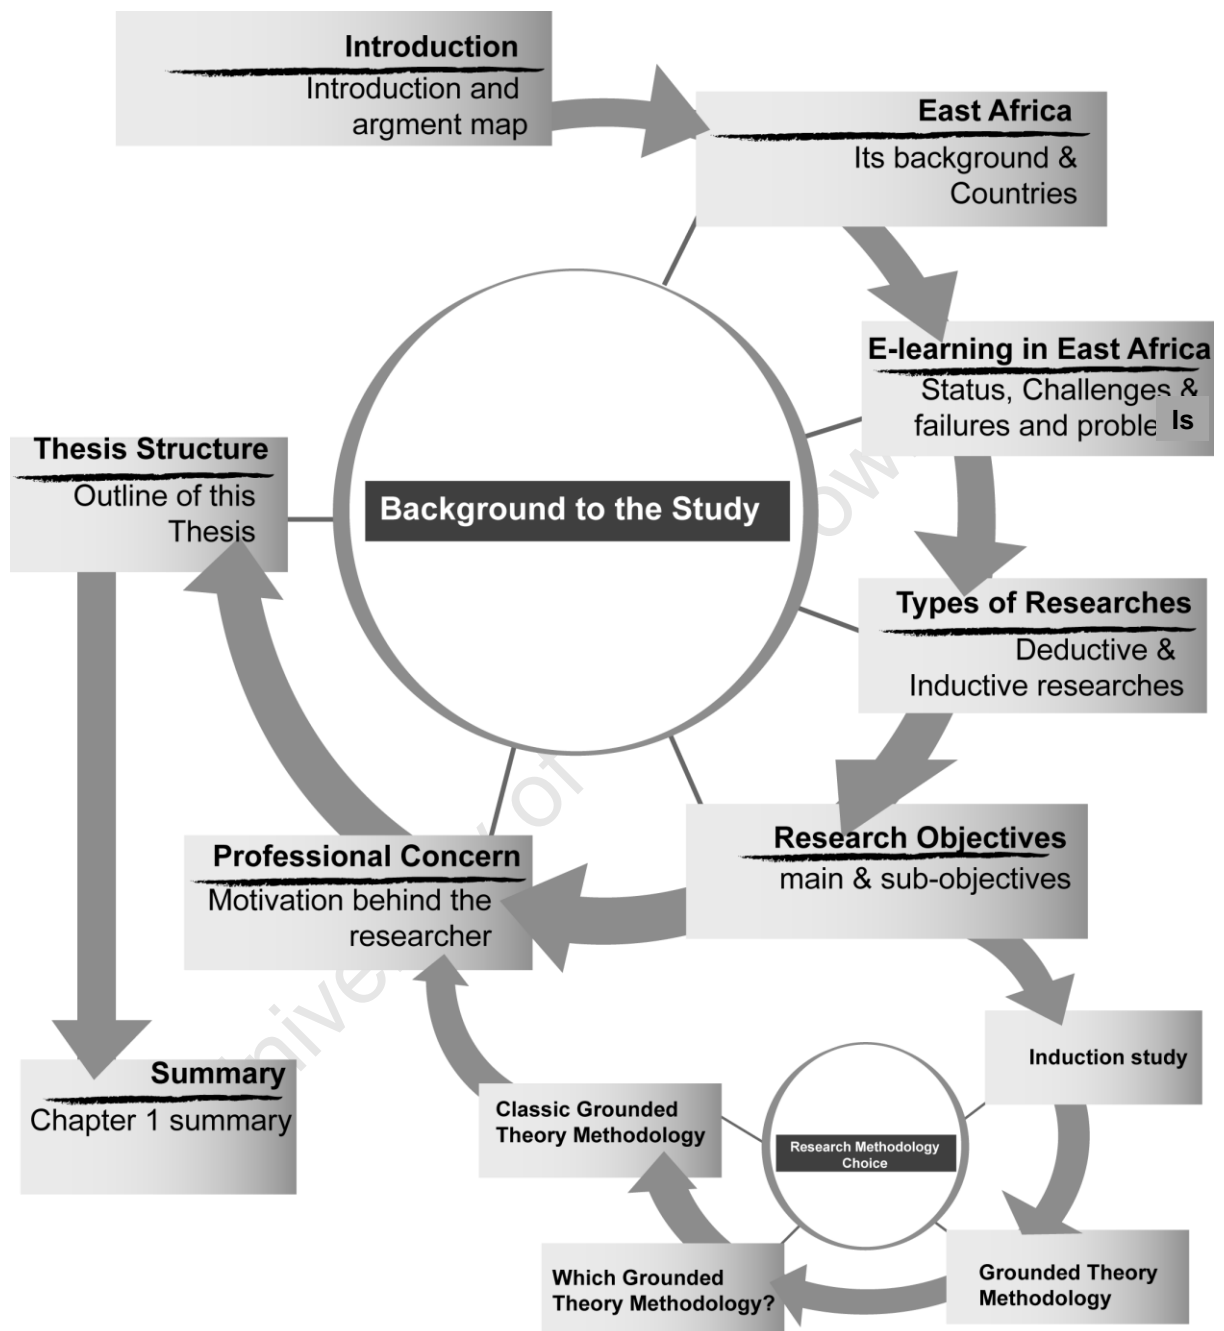 Introduction
Introduction and
argment map
East Africa
Its background &
Countries
E-learning in East Africa
Status, Challenges &
failures and proble
Is
Types of Researches
Deductive &
Inductive researches
Research Objectives
main & sub-objectives
Professional Concern
Motivation behind the
researcher
Thesis Structure
Outline of this
Thesis
Summary
Chapter 1 summary
Background to the Study
Induction study
Grounded Theory
Methodology
Which Grounded
Theory Methodology?
Classic Grounded
Theory Methodology
Research Methodology
Choice